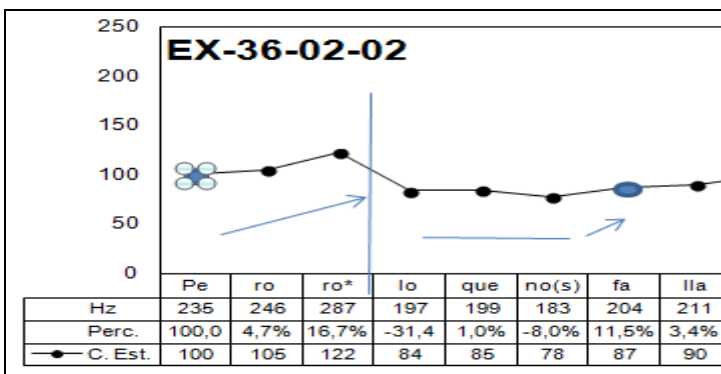 250
EX-36-02-02
200
150
100
50
0
Pe ro ro* lo que no(s) fa lla
Hz 235 246 287 197 199 183 204 211
Perc. 100,0 4,7% 16,7% -31,4 1,0% -8,0% 11,5% 3,4%
C. Est. 100 105 122 84 85 78 87 90